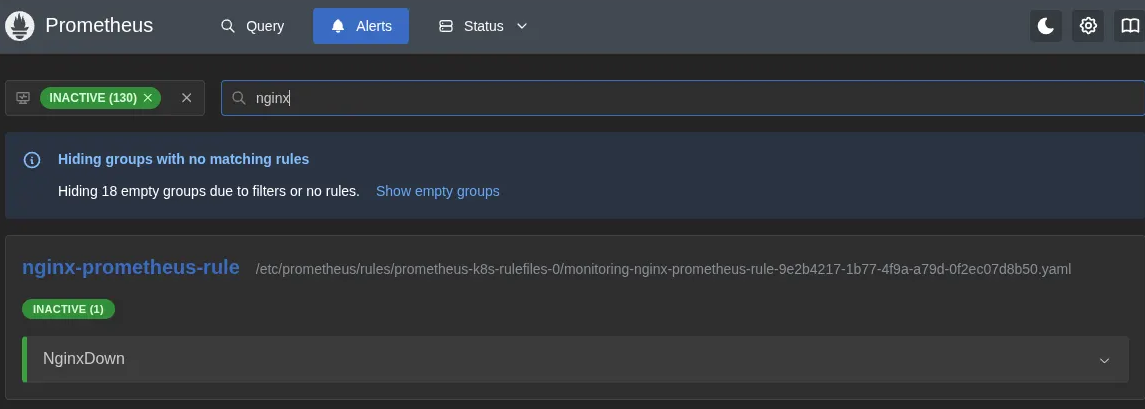 Prometheus
Query
Alerts
Status
INACTIVE (130)
nginx
Hiding groups with no matching rules
Hiding 18 empty groups due to filters or no rules. Show empty groups
nginx-prometheus-rule /etc/prometheus/rules/prometheus-k8s-rulefiles-0/monitoring-nginx-prometheus-rule-9e2b4217-1b77-4f9a-a79d-0f2ec07d8b50.yaml
INACTIVE (1)
NginxDown